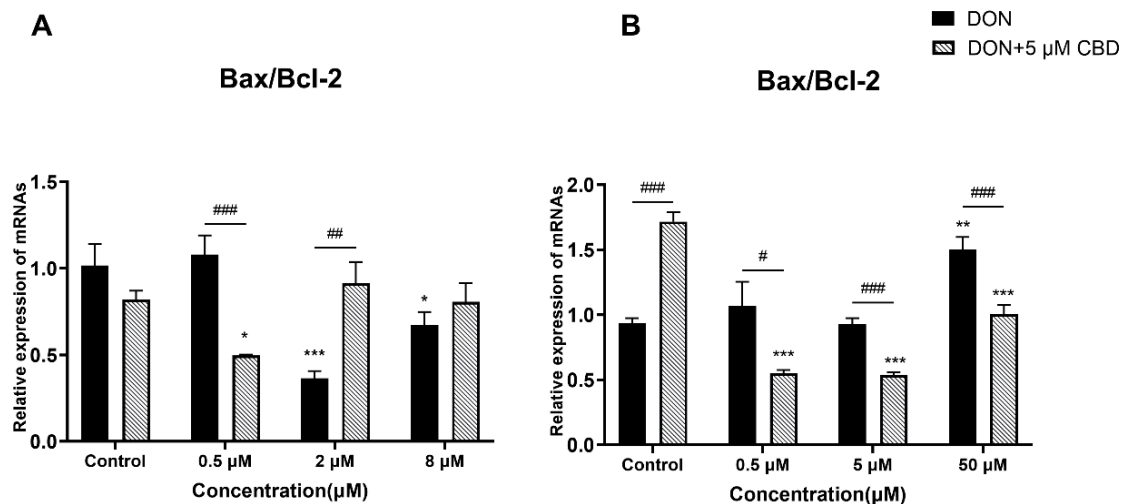 A
Bax/Bcl-2
Relative expression of mRNAs
1.5
1.0
0.5
0.0
###
##
*
***
*
Control
0.5 μM
2 μM
8 μM
Concentration(μM)
B
DON
DON+5 μM CBD
Bax/Bcl-2
Relative expression of mRNAs
2.0
1.5
1.0
0.5
0.0
###
#
***
###
***
###
**
***
Control
0.5 μM
5 μM
50 μM
Concentration(μM)